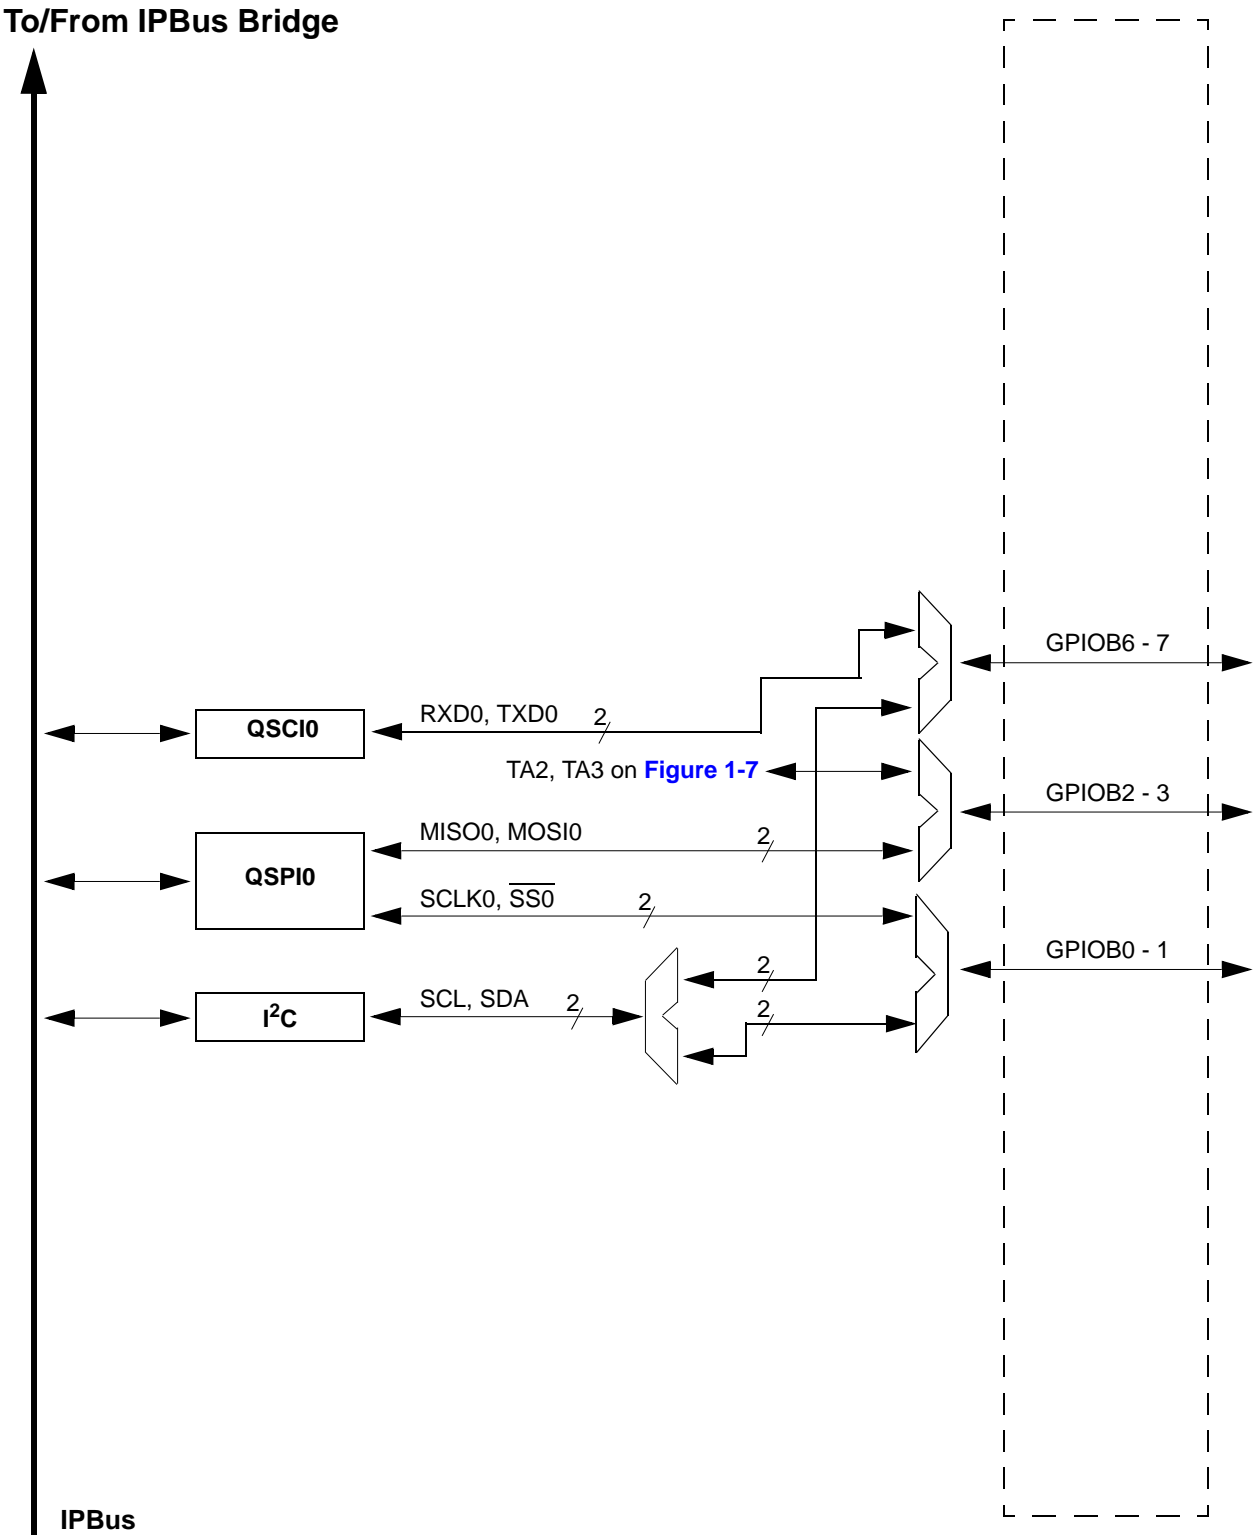 To/From IPBus Bridge
GPIOB6 - 7
RXD0, TXD0
2
QSCI0
TA2, TA3 on Figure 1-7
GPIOB2 - 3
MISO0, MOSI0
2
QSPI0
SCLK0, S̅S̅0̅
2
GPIOB0 - 1
2
SCL, SDA
2
2
I²C
IPBus